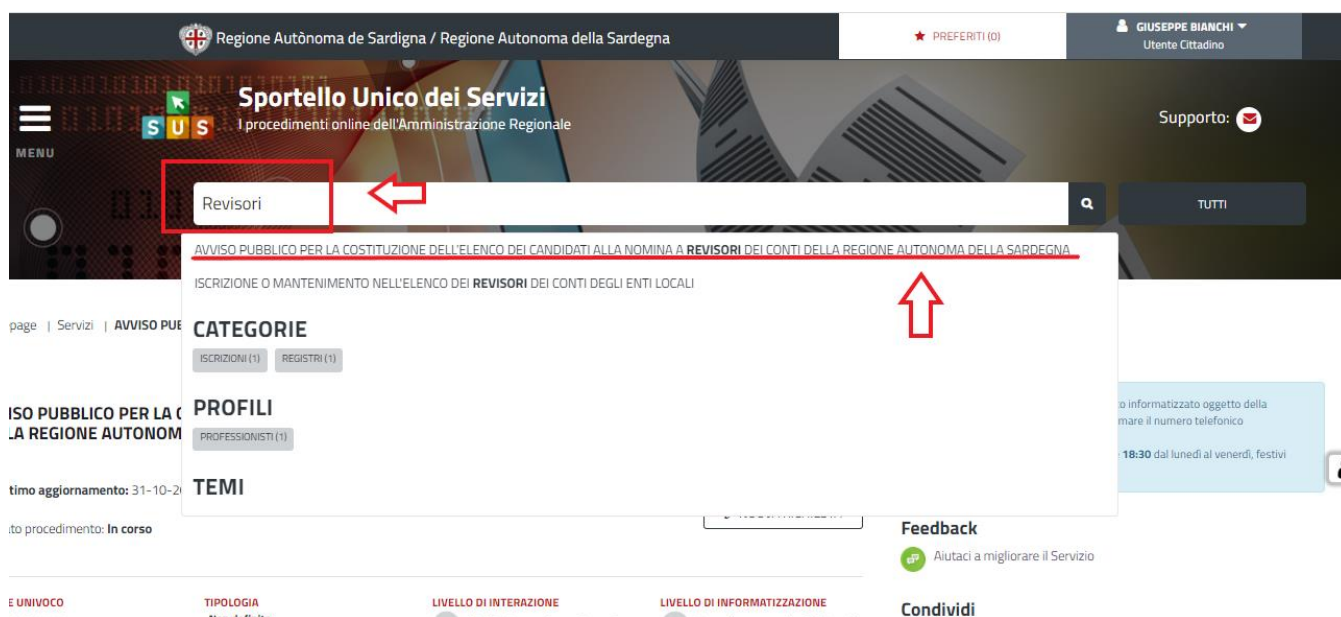 Regione Autònoma de Sardigna / Regione Autonoma della Sardegna
PREFERITI (0)
GIUSEPPE BIANCHI
Utente Cittadino
MENU
SUS
Sportello Unico dei Servizi
I procedimenti online dell'Amministrazione Regionale
Supporto:
Revisori
TUTTI
AVVISO PUBBLICO PER LA COSTITUZIONE DELL'ELENCO DEI CANDIDATI ALLA NOMINA A REVISORI DEI CONTI DELLA REGIONE AUTONOMA DELLA SARDEGNA
ISCRIZIONE O MANTENIMENTO NELL'ELENCO DEI REVISORI DEI CONTI DEGLI ENTI LOCALI
page | Servizi | AVVISO PUB
CATEGORIE
ISCRIZIONI (1) REGISTRI (1)
PROFILI
PROFESSIONISTI (1)
TEMI
ISO PUBBLICO PER LA
LA REGIONE AUTONOM
timo aggiornamento: 31-10-2
to procedimento: In corso
o informatizzato oggetto della
mare il numero telefonico
18:30 dal lunedì al venerdì, festivi
Feedback
Aiutaci a migliorare il Servizio
E UNIVOCO
TIPOLOGIA
LIVELLO DI INTERAZIONE
LIVELLO DI INFORMATIZZAZIONE
Condividi